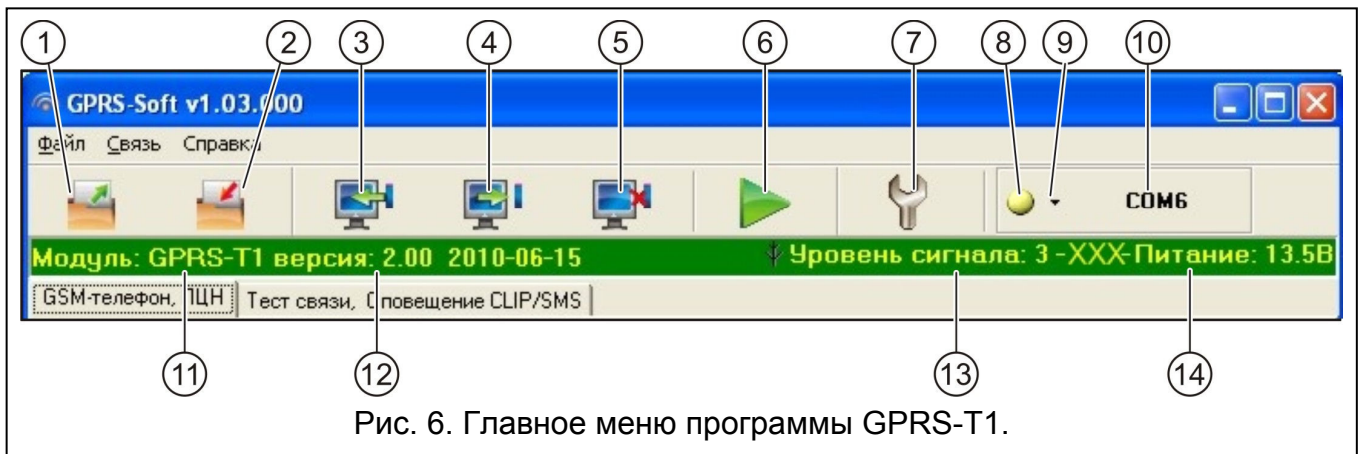 1 2 3 4 5 6 7 8 9 10
GPRS-Soft v1.03.000
Файл Связь Справка
COM6
Модуль: GPRS-T1 версия: 2.00 2010-06-15 Уровень сигнала: 3 -XXX- Питание: 13.5В
GSM-телефон, ПЦН Тест связи, Оповещение CLIP/SMS
11 12 13 14
Рис. 6. Главное меню программы GPRS-T1.